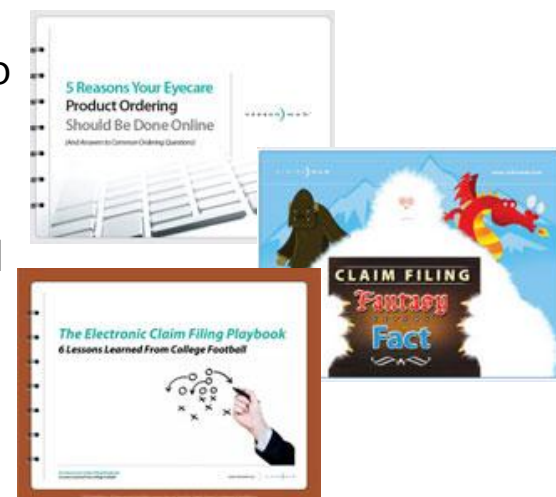 5 Reasons Your Eyecare
Product Ordering
Should Be Done Online
(And Answers to Common Ordering Questions)
CLAIM FILING
Fantasy
Fact
The Electronic Claim Filing Playbook
6 Lessons Learned From College Football